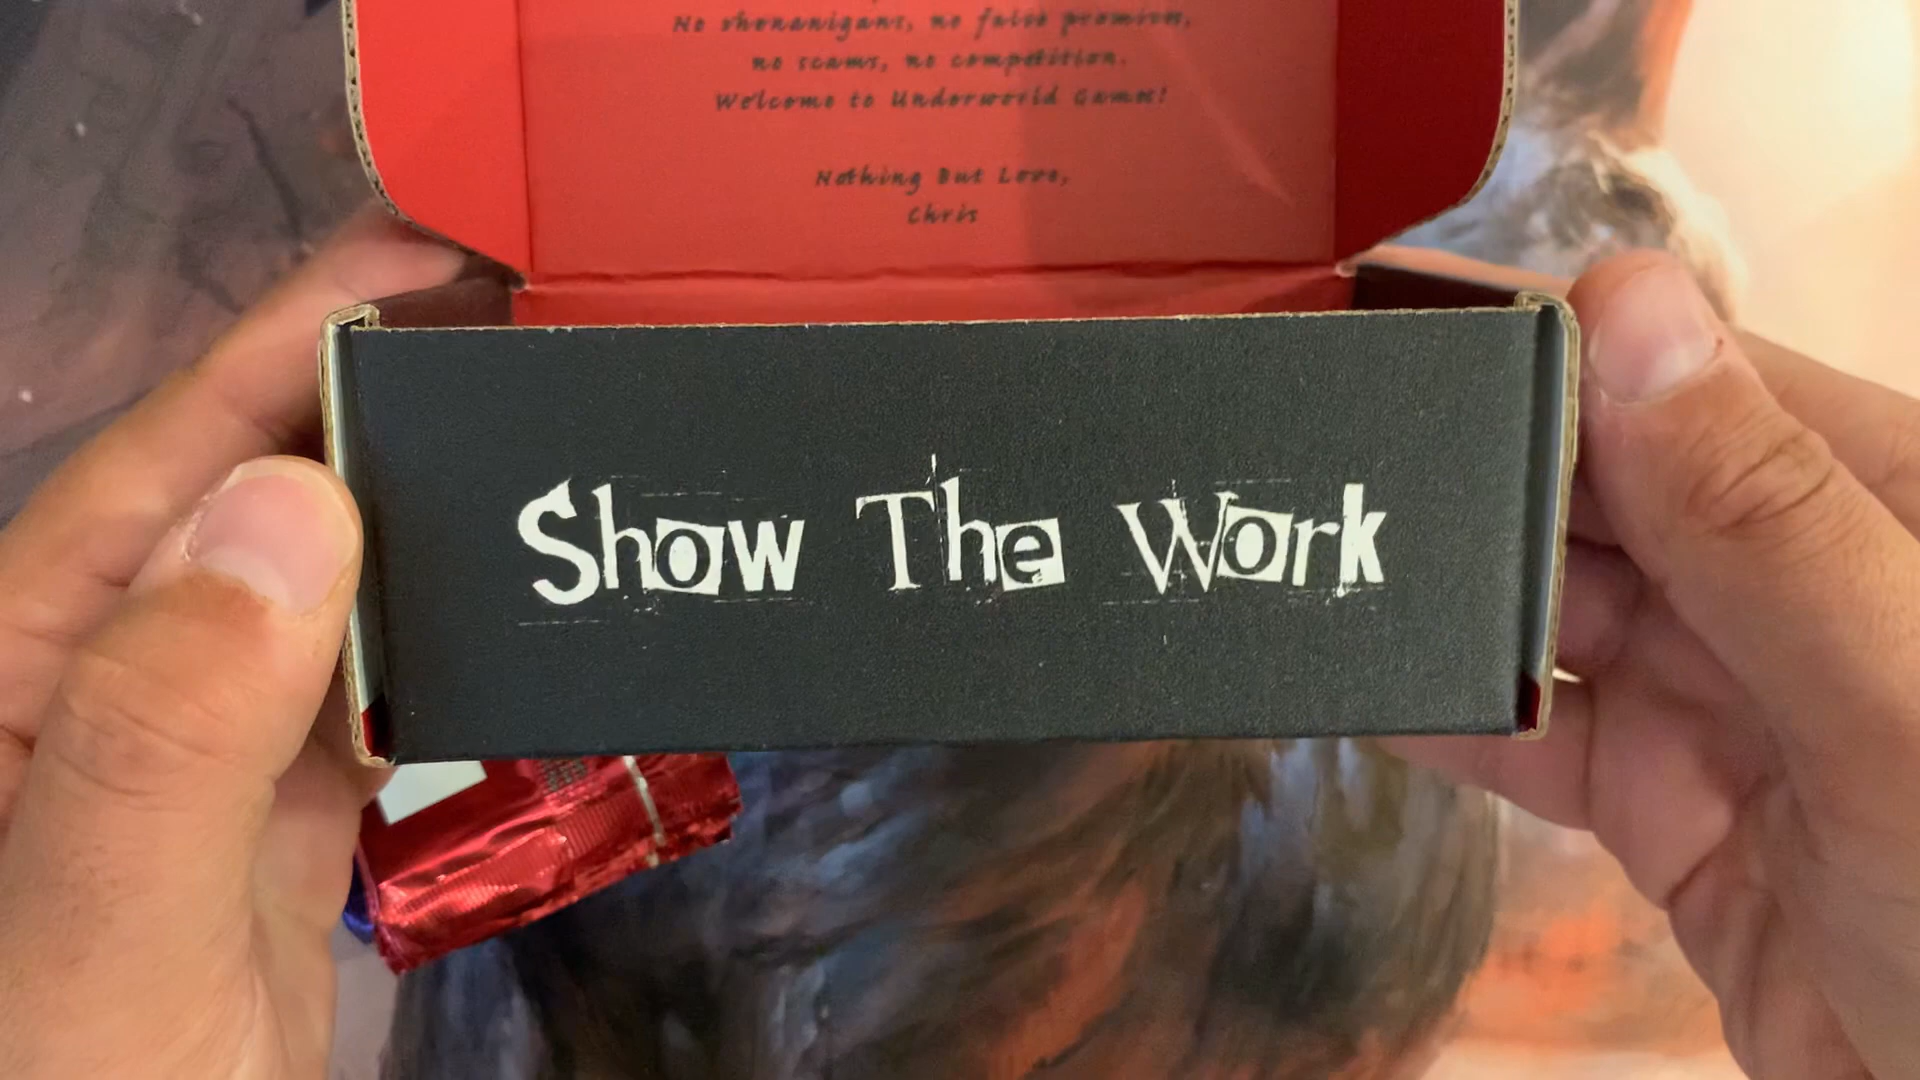 No shenanigans, no false promises,
no scams, no competition.
Welcome to Underworld Games!
Nothing But Love,
Chris
Show The Work